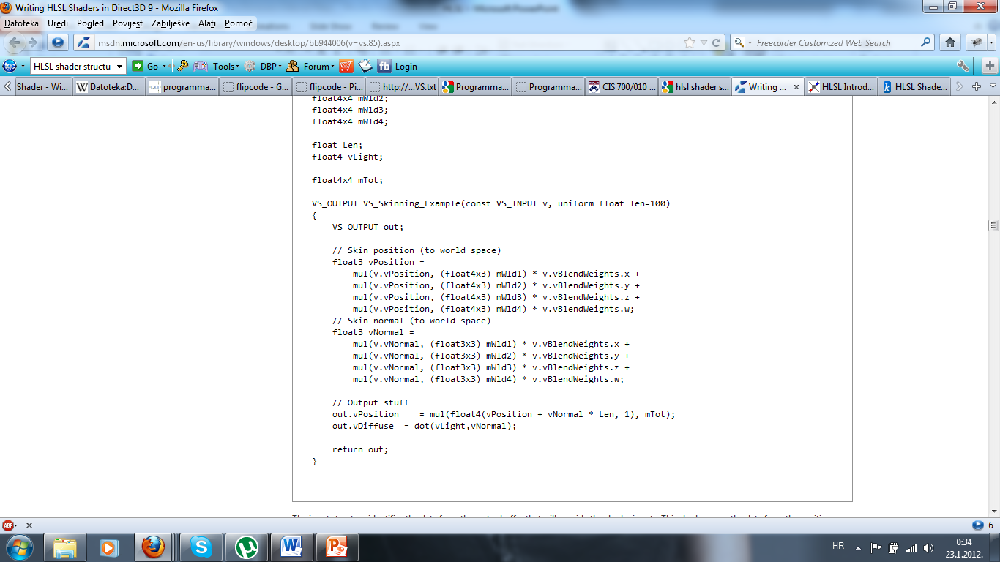 Writing HLSL Shaders in Direct3D 9 - Mozilla Firefox
Datoteka Uredi Pogled Povijest Zabilješke Alati Pomoć
msdn.microsoft.com/en-us/library/windows/desktop/bb944006(v=vs.85).aspx Freecorder Customized Web Search
tgc HLSL shader structu Go Tools DBP Forum fb Login
Shader - Wi... Datoteka:D... programma... flipcode - G... flipcode - Pi... http://...VS.txt Programma... Programma... CIS 700/010 ... hlsl shader s... Writing ... HLSL Introd... HLSL Shade...
float4x4 mWld2;
float4x4 mWld3;
float4x4 mWld4;
float Len;
float4 vLight;
float4x4 mTot;
VS_OUTPUT VS_Skinning_Example(const VS_INPUT v, uniform float len=100)
{
VS_OUTPUT out;
// Skin position (to world space)
float3 vPosition =
mul(v.vPosition, (float4x3) mWld1) * v.vBlendWeights.x +
mul(v.vPosition, (float4x3) mWld2) * v.vBlendWeights.y +
mul(v.vPosition, (float4x3) mWld3) * v.vBlendWeights.z +
mul(v.vPosition, (float4x3) mWld4) * v.vBlendWeights.w;
// Skin normal (to world space)
float3 vNormal =
mul(v.vNormal, (float3x3) mWld1) * v.vBlendWeights.x +
mul(v.vNormal, (float3x3) mWld2) * v.vBlendWeights.y +
mul(v.vNormal, (float3x3) mWld3) * v.vBlendWeights.z +
mul(v.vNormal, (float3x3) mWld4) * v.vBlendWeights.w;
// Output stuff
out.vPosition    = mul(float4(vPosition + vNormal * Len, 1), mTot);
out.vDiffuse  = dot(vLight,vNormal);
return out;
}
ABP 6
HR 0:34
23.1.2012.